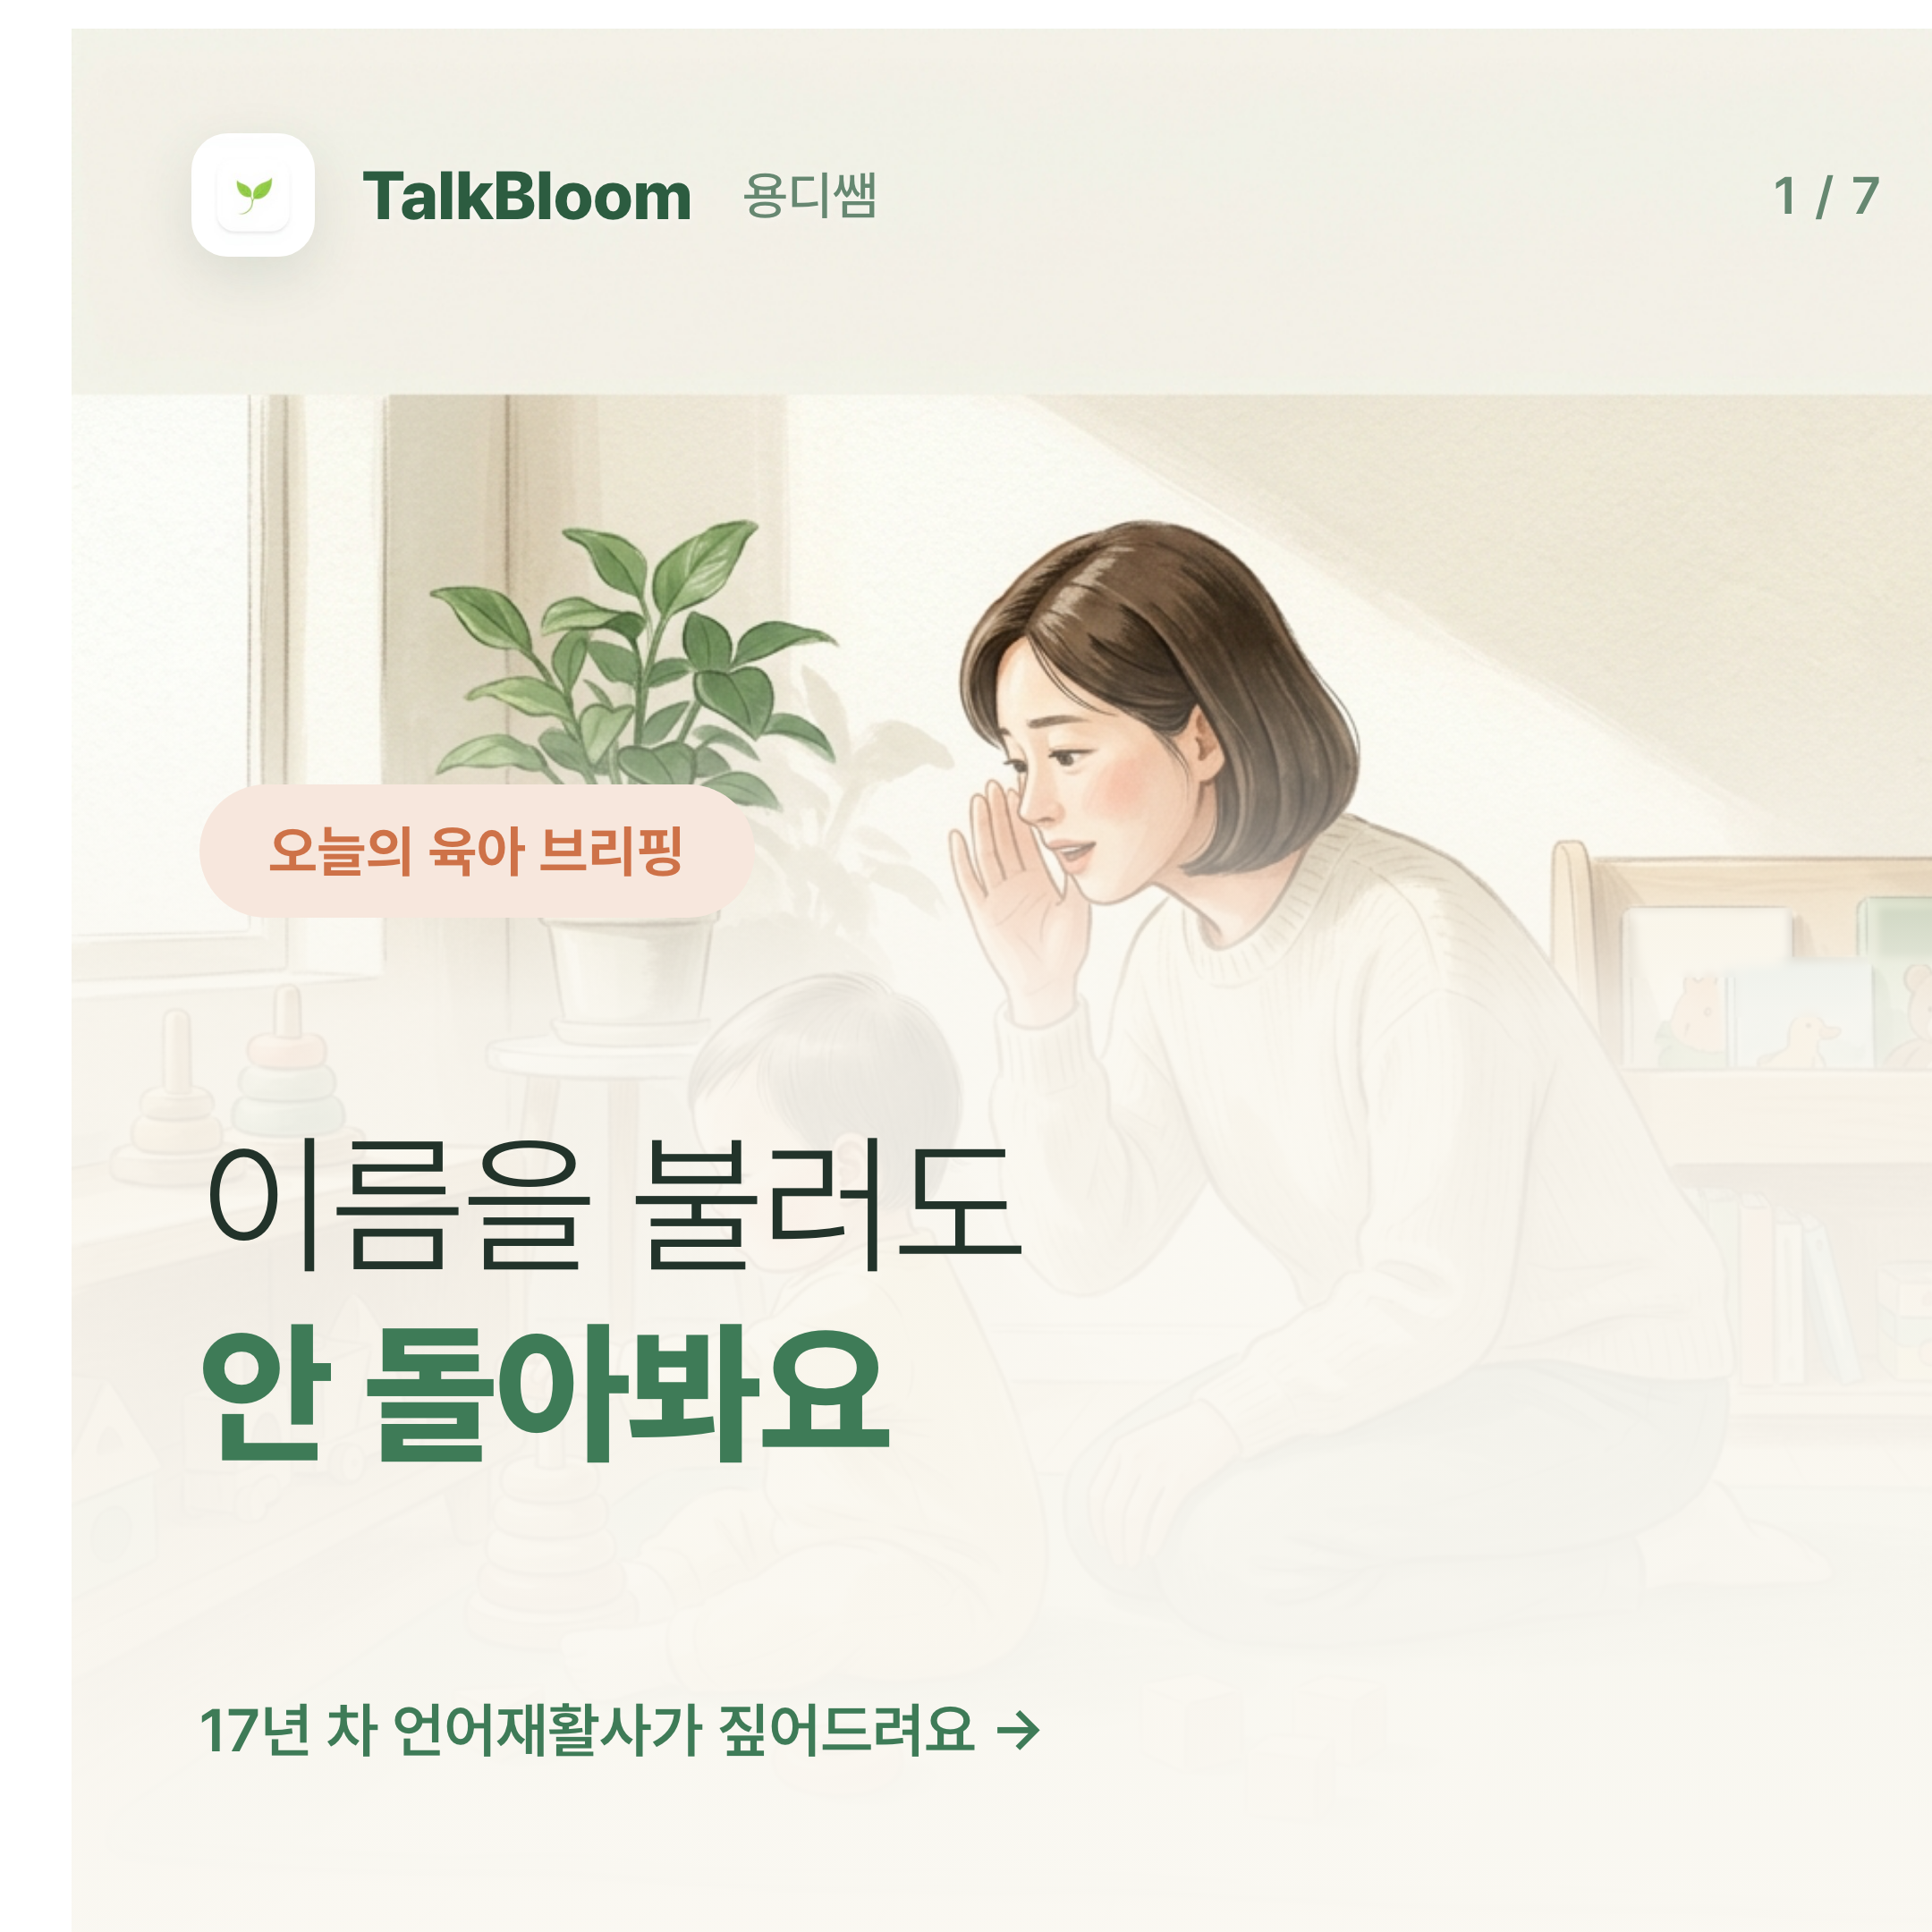 TalkBloom 용디쌤
1 / 7
오늘의 육아 브리핑
이름을 불러도
안 돌아봐요
17년 차 언어재활사가 짚어드려요 →